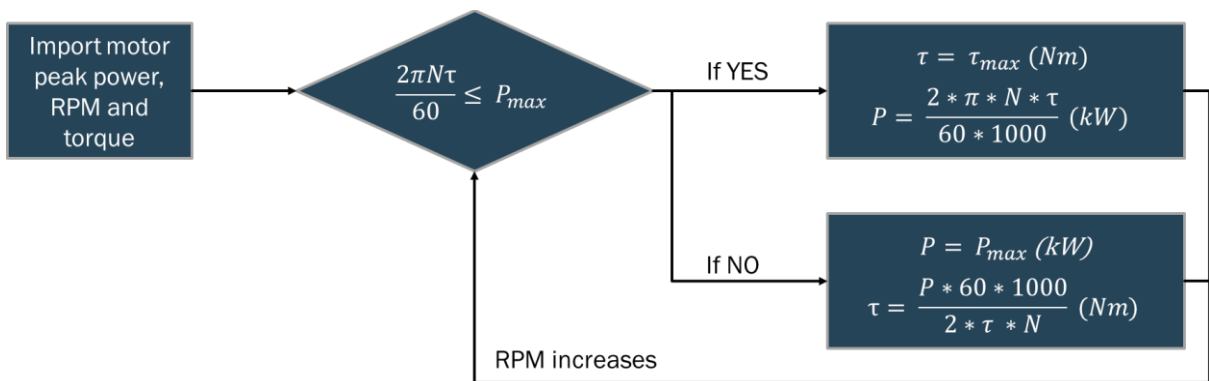 Import motor
peak power,
RPM and
torque
2πNτ
60
≤ P_max
If YES
τ = τ_max (Nm)
P = 2 * π * N * τ / 60 * 1000 (kW)
If NO
P = P_max (kW)
τ = P * 60 * 1000 / 2 * τ * N (Nm)
RPM increases